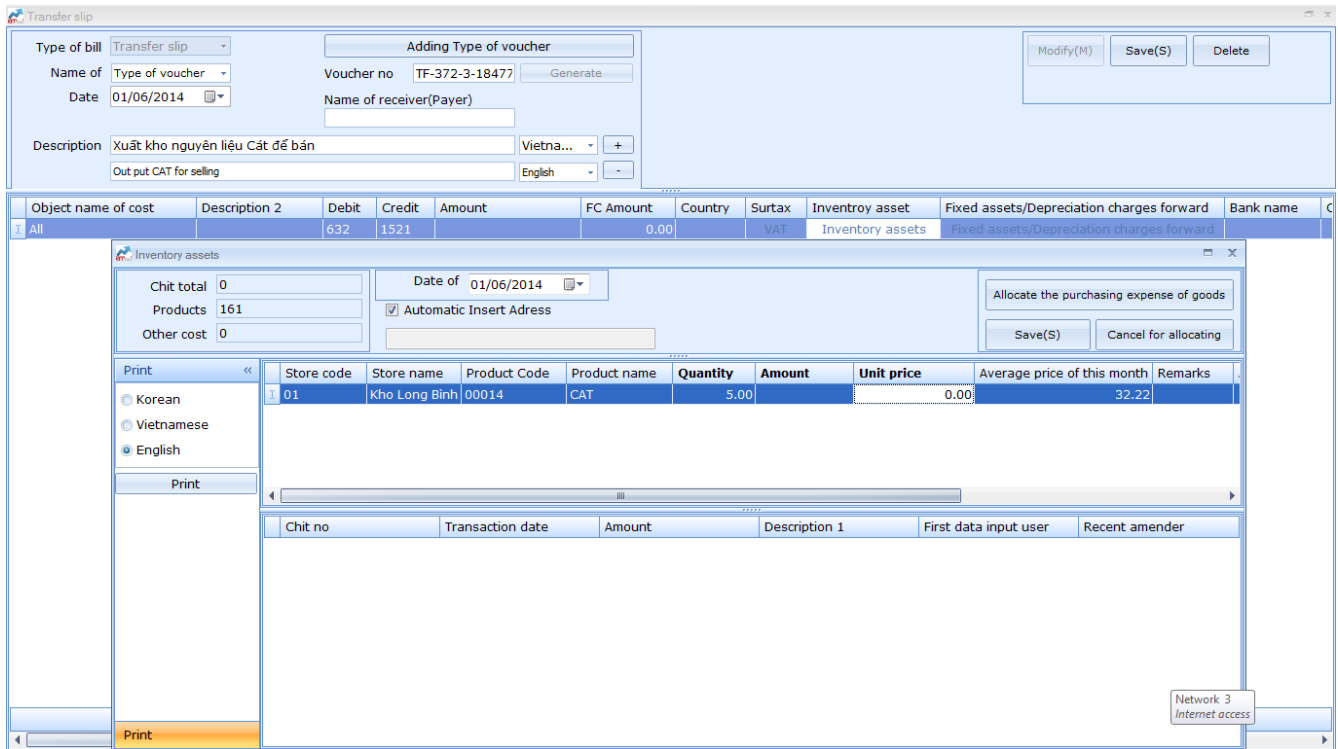 Transfer slip
Type of bill Transfer slip Adding Type of voucher Modify(M) Save(S) Delete
Name of Type of voucher Voucher no TF-372-3-18477 Generate
Date 01/06/2014 Name of receiver(Payer)
Description Xuất kho nguyên liệu Cát để bán Vietna... +
Out put CAT for selling English -
Object name of cost Description 2 Debit Credit Amount FC Amount Country Surtax Inventroy asset Fixed assets/Depreciation charges forward Bank name
All 632 1521 0.00 VAT Inventory assets Fixed assets/Depreciation charges forward
Inventory assets
Chit total 0 Date of 01/06/2014 Allocate the purchasing expense of goods
Products 161 Automatic Insert Adress
Other cost 0 Save(S) Cancel for allocating
Print «
Store code Store name Product Code Product name Quantity Amount Unit price Average price of this month Remarks
01 Kho Long Bình 00014 CAT 5.00 0.00 32.22
Korean
Vietnamese
English
Print
Chit no Transaction date Amount Description 1 First data input user Recent amender
Network 3
Internet access
Print